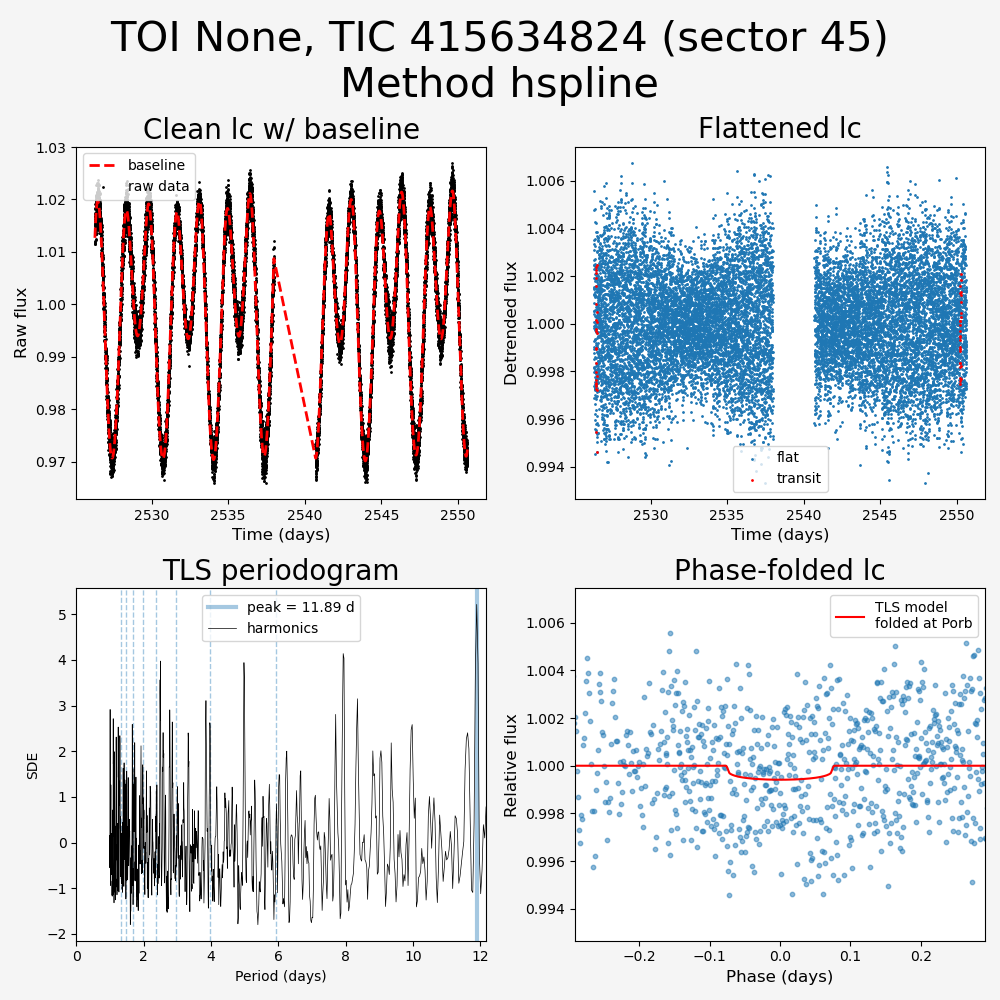 TOI None, TIC 415634824 (sector 45)
Method hspline
Clean lc w/ baseline
baseline
raw data
1.03
1.02
1.01
1.00
0.99
0.98
0.97
Raw flux
2530
2535
2540
2545
2550
Time (days)
Flattened lc
1.006
1.004
1.002
1.000
0.998
0.996
0.994
Detrended flux
flat
transit
2530
2535
2540
2545
2550
Time (days)
TLS periodogram
peak = 11.89 d
harmonics
5
4
3
2
1
0
−1
−2
SDE
0
2
4
6
8
10
12
Period (days)
Phase-folded lc
TLS model
folded at Porb
1.006
1.004
1.002
1.000
0.998
0.996
0.994
Relative flux
−0.2
−0.1
0.0
0.1
0.2
Phase (days)